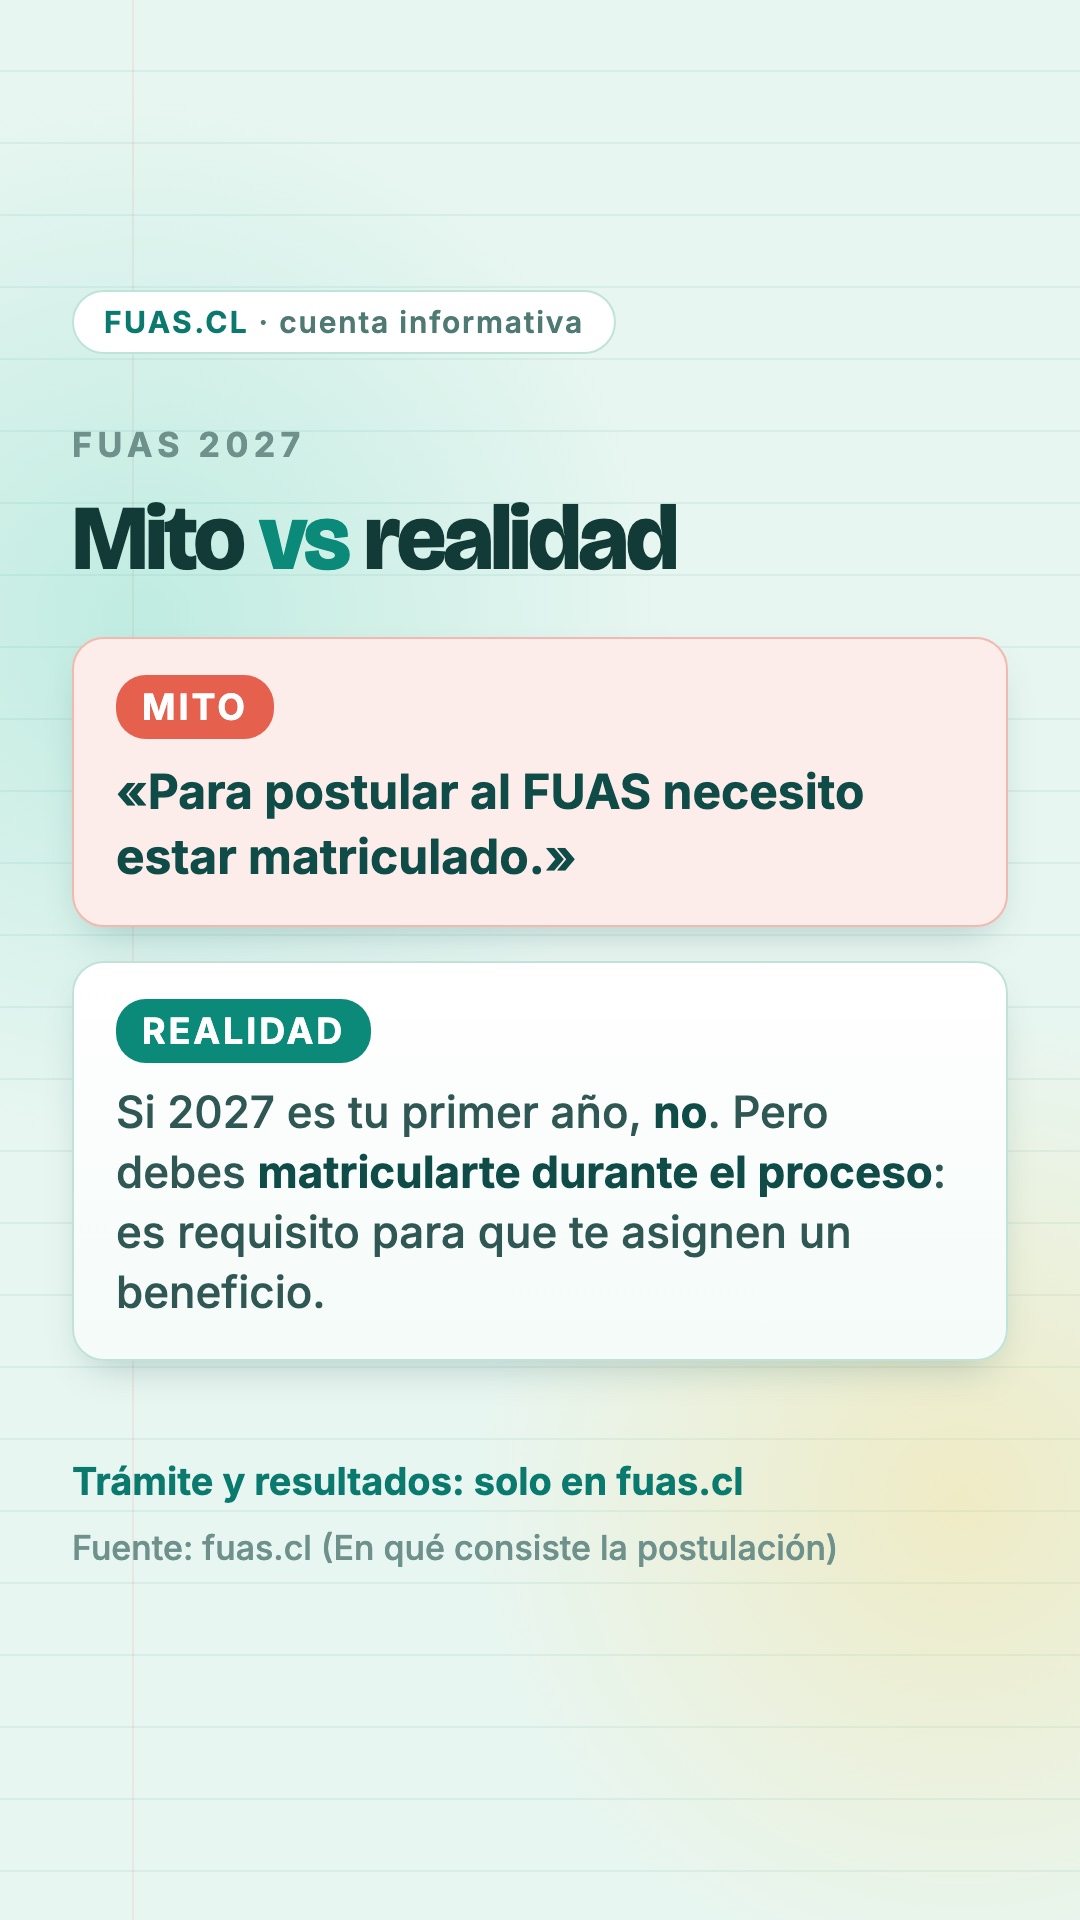 FUAS.CL · cuenta informativa
FUAS 2027
Mito vs realidad
MITO
«Para postular al FUAS necesito
estar matriculado.»
REALIDAD
Si 2027 es tu primer año, no. Pero
debes matricularte durante el proceso:
es requisito para que te asignen un
beneficio.
Trámite y resultados: solo en fuas.cl
Fuente: fuas.cl (En qué consiste la postulación)